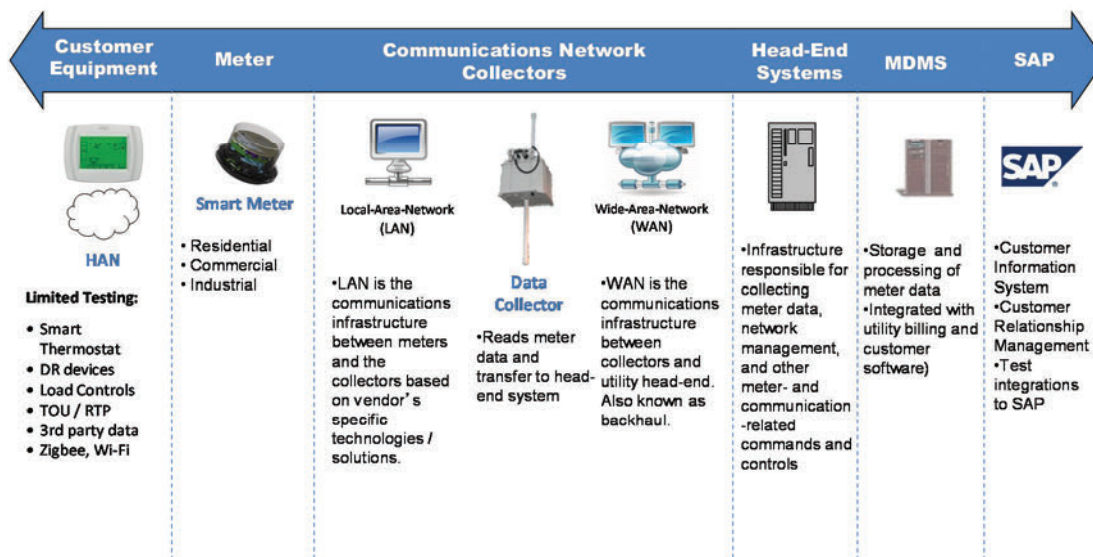 Customer
Equipment
Meter
Communications Network
Collectors
Head-End
Systems
MDMS
SAP
HAN
Limited Testing:
• Smart
Thermostat
• DR devices
• Load Controls
• TOU / RTP
• 3rd party data
• Zigbee, Wi-Fi
Smart Meter
• Residential
• Commercial
• Industrial
Local-Area-Network
(LAN)
•LAN is the
communications
infrastructure
between meters
and the
collectors based
on vendor's
specific
technologies /
solutions.
Data
Collector
• Reads meter
data and
transfer to head-
end system
Wide-Area-Network
(WAN)
•WAN is the
communications
infrastructure
between
collectors and
utility head-end.
Also known as
backhaul.
•Infrastructure
responsible for
collecting
meter data,
network
management,
and other
meter- and
communication
-related
commands and
controls
•Storage and
processing of
meter data
•Integrated with
utility billing and
customer
software)
SAP
•Customer
Information
System
•Customer
Relationship
Management
•Test
integrations
to SAP